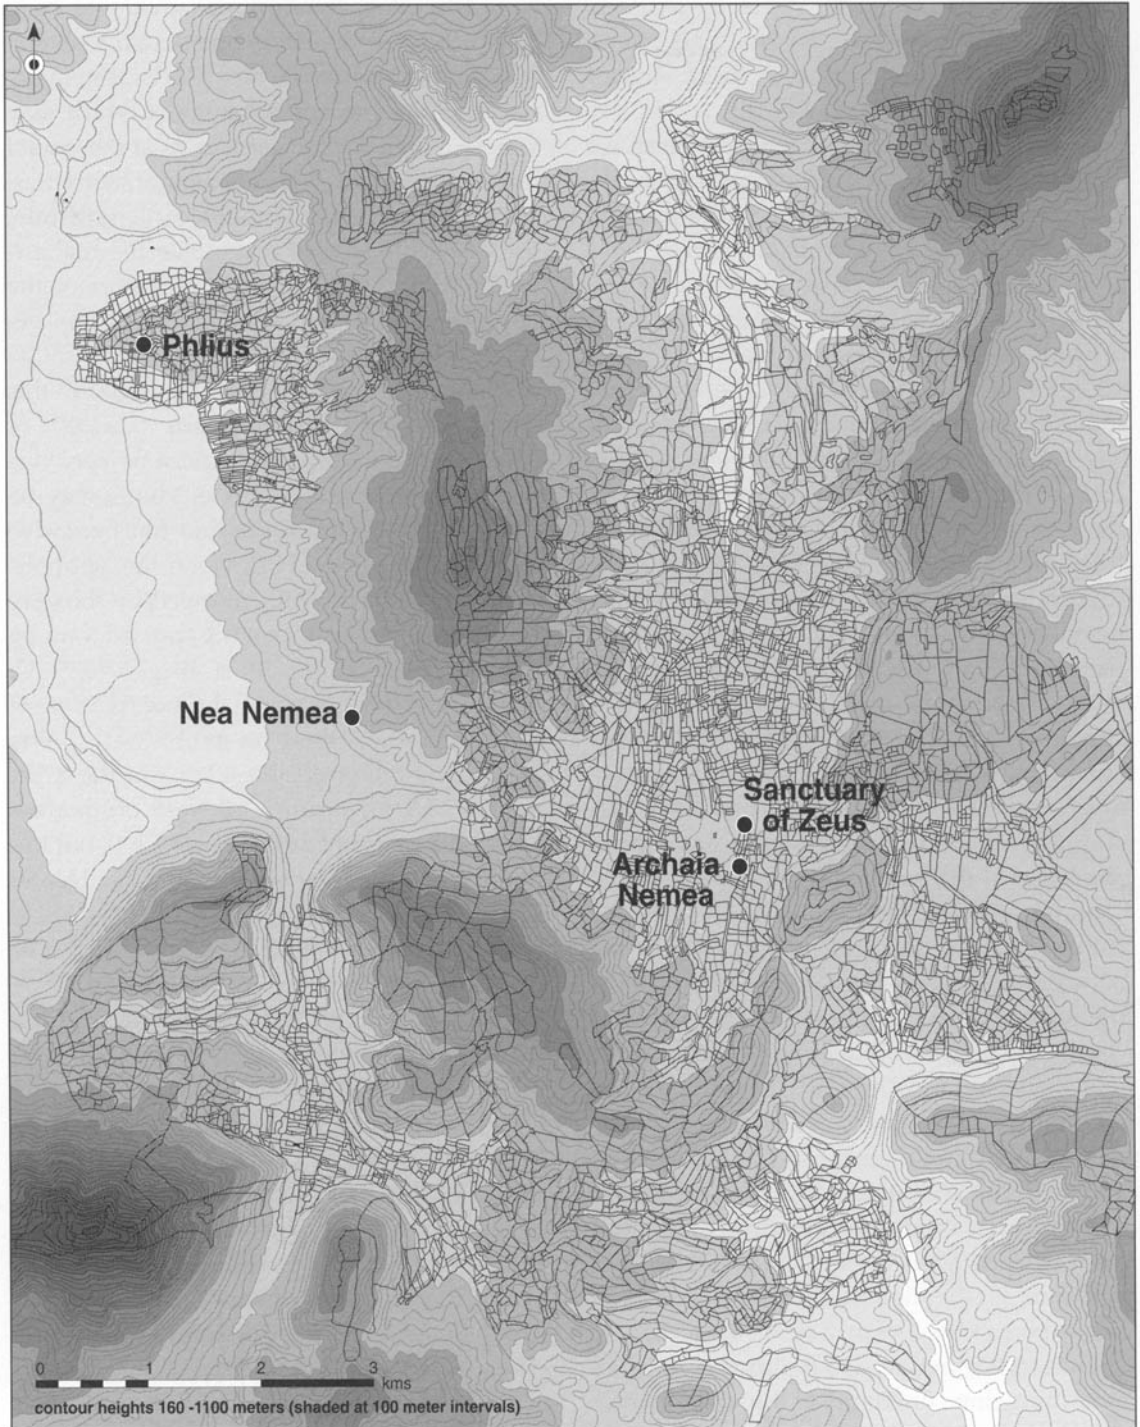 Phlius
Nea Nemea
Sanctuary
of Zeus
Archaia
Nemea
0 1 2 3
kms
contour heights 160 -1100 meters (shaded at 100 meter intervals)